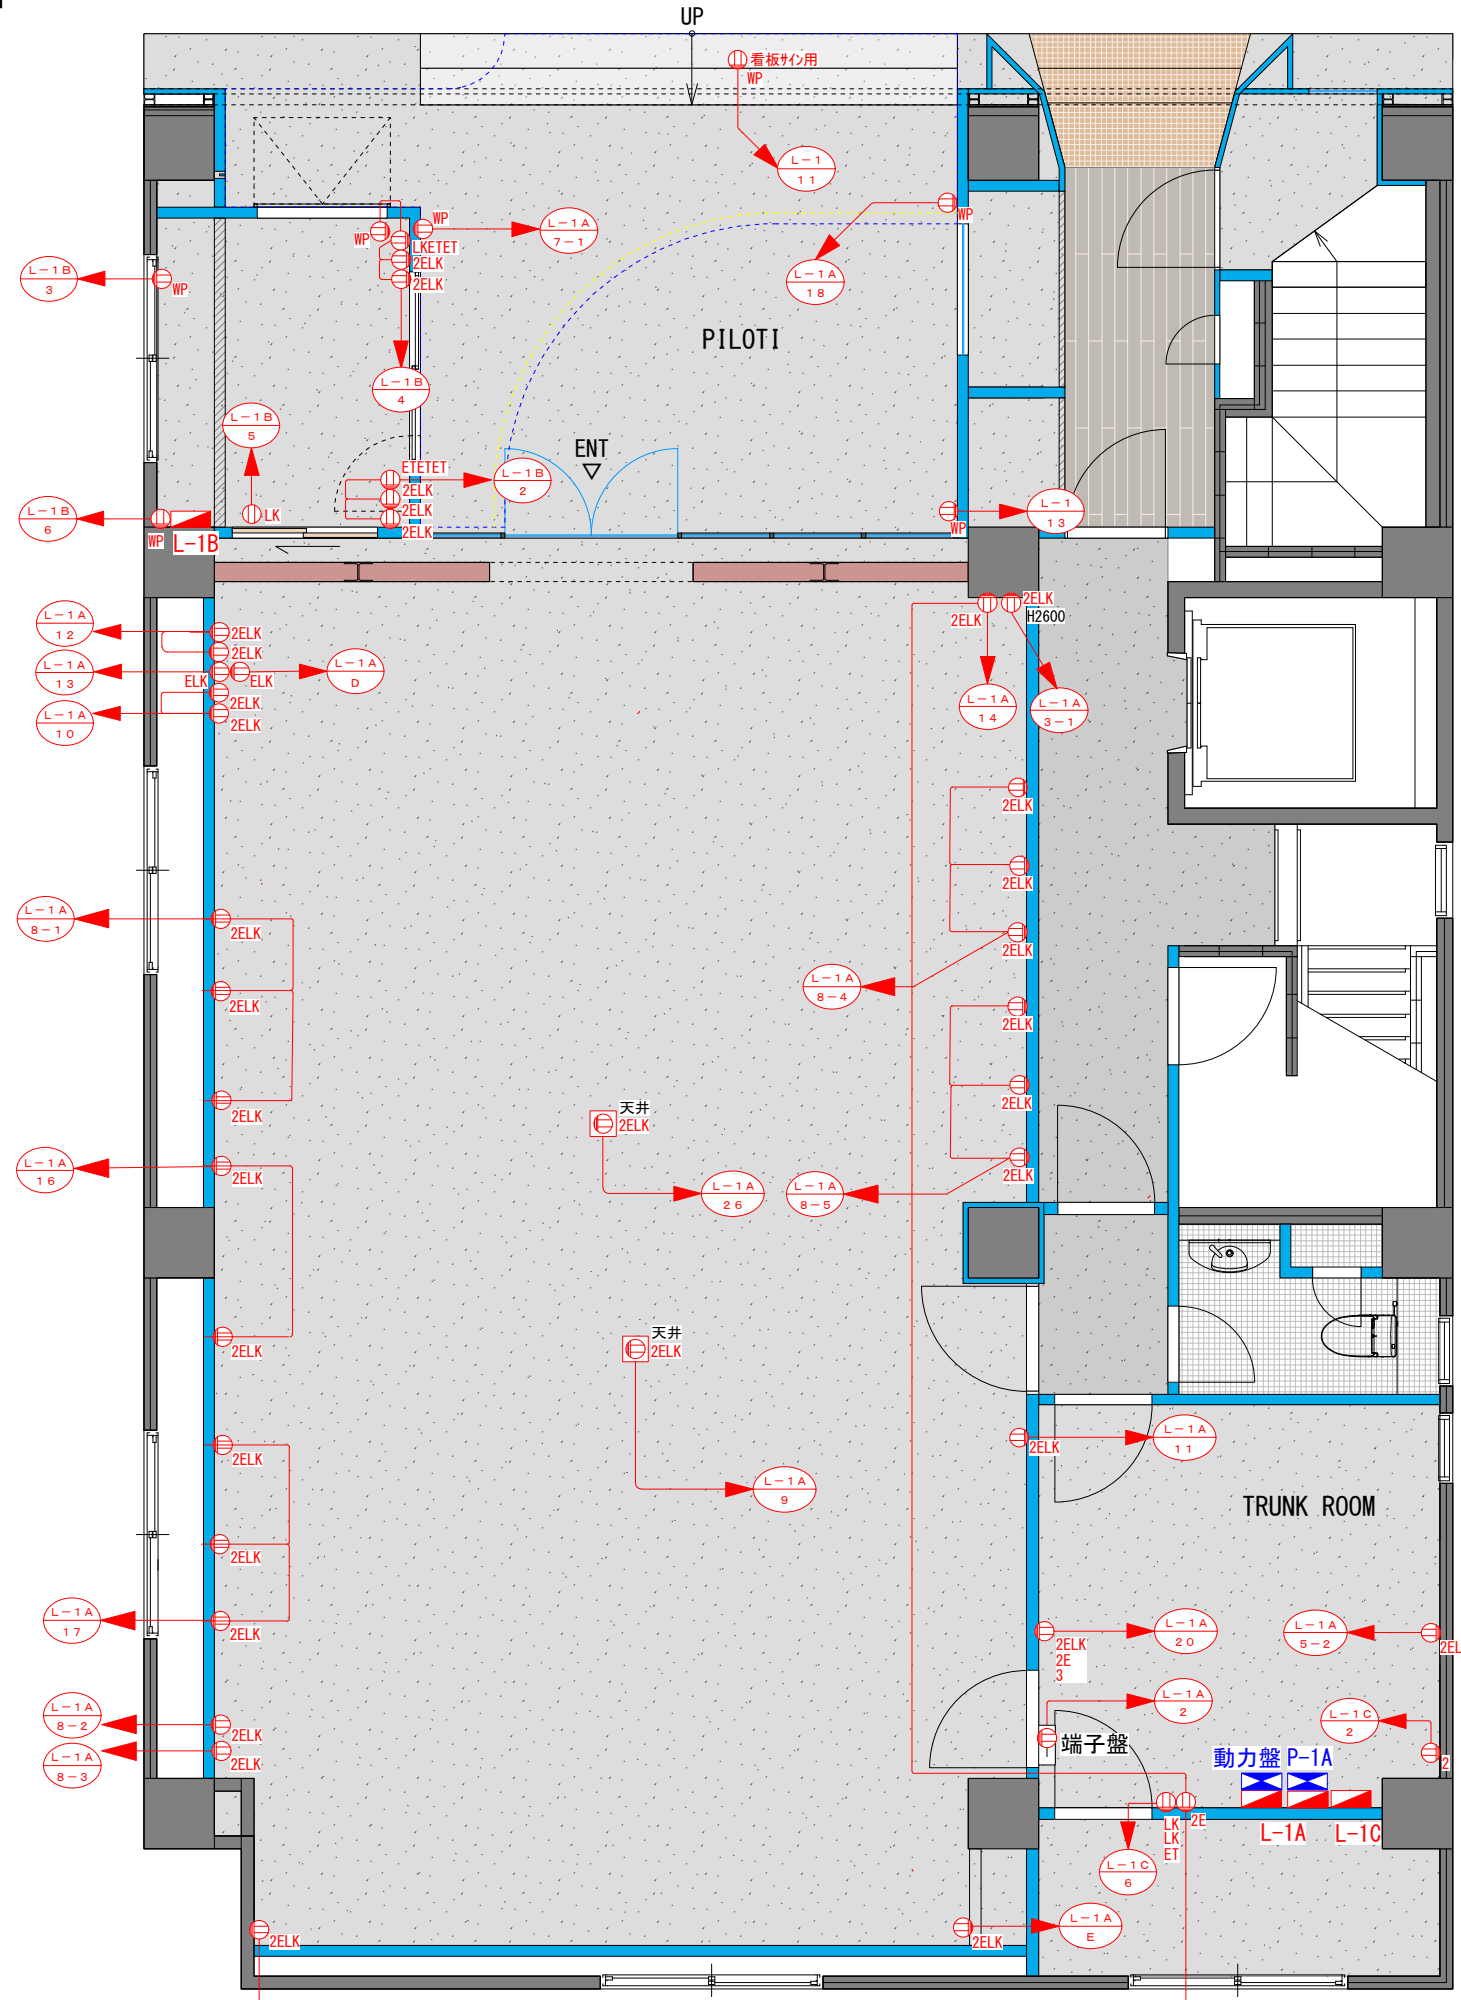 UP
看板サイン用
WP
L-1
11
WP
L-1A
7-1
WP
WP
LKETET
2ELK
2ELK
L-1A
18
L-1B
3
WP
PILOTI
L-1B
4
L-1B
5
ENT
ETETET
2ELK
2ELK
2ELK
L-1B
2
L-1B
6
WP
L-1B
LK
WP
L-1
13
L-1A
12
2ELK
2ELK
L-1A
13
ELK
ELK
L-1A
D
2ELK
L-1A
10
2ELK
2ELK
2ELK
H2600
L-1A
14
L-1A
3-1
2ELK
2ELK
L-1A
8-1
2ELK
2ELK
L-1A
8-4
2ELK
2ELK
2ELK
2ELK
天井
2ELK
2ELK
L-1A
16
2ELK
L-1A
26
L-1A
8-5
天井
2ELK
2ELK
2ELK
2ELK
L-1A
11
L-1A
9
TRUNK ROOM
2ELK
L-1A
17
2ELK
2ELK
2E
3
L-1A
20
L-1A
5-2
2EL
L-1A
8-2
2ELK
L-1A
2
L-1C
2
端子盤
動力盤 P-1A
2
L-1A
8-3
2ELK
LK
LK
ET
2E
L-1A
L-1C
L-1C
6
2ELK
2ELK
L-1A
E